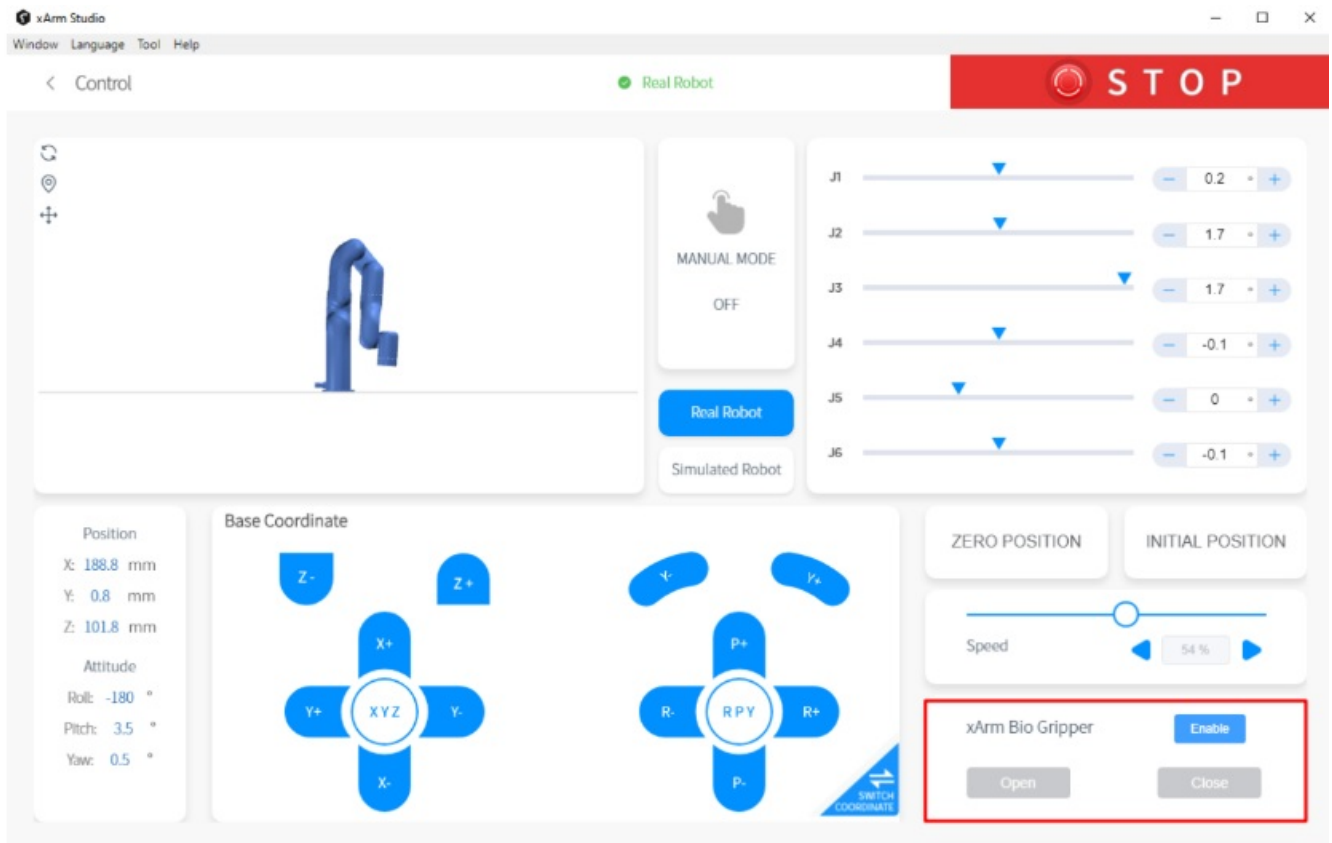 xArm Studio
Window Language Tool Help
< Control
Real Robot
STOP
MANUAL MODE
OFF
Real Robot
Simulated Robot
J1 − 0.2 ° +
J2 − 1.7 ° +
J3 − 1.7 ° +
J4 − -0.1 ° +
J5 − 0 ° +
J6 − -0.1 ° +
Position
X: 188.8 mm
Y: 0.8 mm
Z: 101.8 mm
Attitude
Roll: -180 °
Pitch: 3.5 °
Yaw: 0.5 °
Base Coordinate
Z-
Z+
X+
Y+
XYZ
Y-
X-
Y-
Y+
P+
R-
RPY
R+
P-
SWITCH
COORDINATE
ZERO POSITION
INITIAL POSITION
Speed
54 %
xArm Bio Gripper
Enable
Open
Close